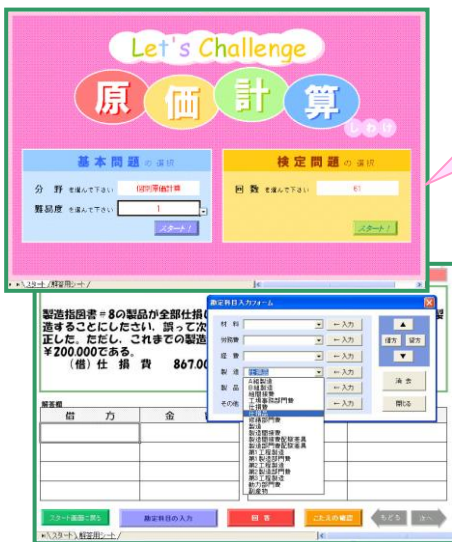 Let's Challenge
原価計算
しわけ
基本問題の選択
検定問題の選択
分野を選んで下さい 個別原価計算
回数を選んで下さい 61
難易度を選んで下さい 1
スタート!
スタート!
スタート/解答用シート/
勘定科目入力フォーム
製造指図書#8の製品が全部仕損
造することにしたさい、誤って次
正した。ただし、これまでの製造
¥200,000である。
(借)仕損費 867,00
材料 ←入力
労務費 ←入力
経費 ←入力
製造 仕掛品 ←入力
製品 ←入力
その他 ←入力
▲
借方 貸方
▼
消去
閉じる
A組製造
B組製造
組間接費
工場事務部門費
仕損費
仕掛品
修繕部門費
製造
製造間接費
製造間接費配賦差異
製造部門費配賦差異
第1工程製造
第1製造部門費
第2工程製造
第2製造部門費
第3工程製造
動力部門費
副産物
解答欄
借方 金
スタート画面に戻る
勘定科目の入力
回答
こたえの確認
もどる
次へ
スタート/解答用シート/